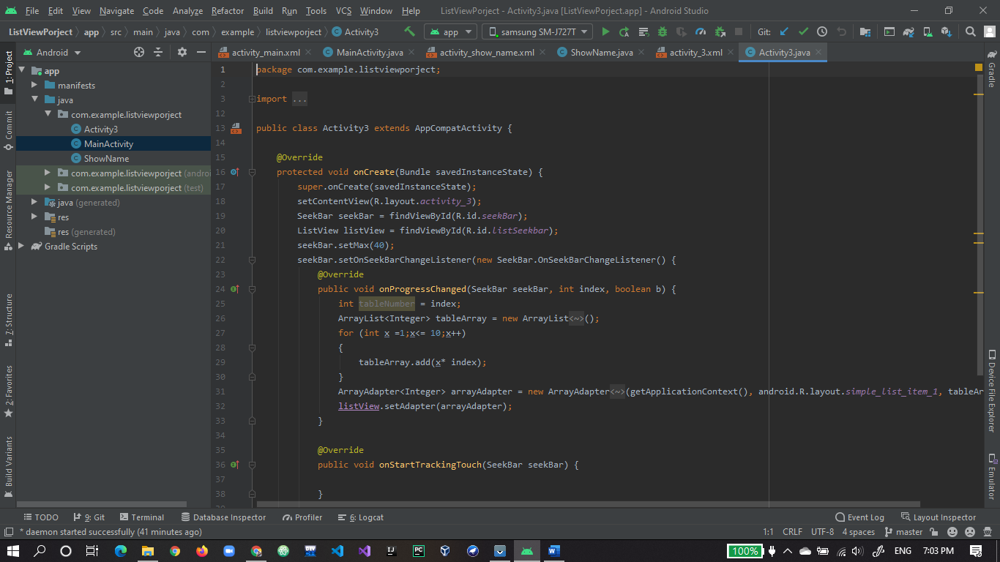 File Edit View Navigate Code Analyze Refactor Build Run Tools VCS Window Help ListViewPorject - Activity3.java [ListViewPorject.app] - Android Studio
ListViewPorject app src main java com example listviewporject Activity3 app samsung SM-J727T Git:
Android
activity_main.xml MainActivity.java activity_show_name.xml ShowName.java activity_3.xml Activity3.java
1: Project
Commit
Resource Manager
7: Structure
2: Favorites
Build Variants
app
manifests
java
com.example.listviewporject
Activity3
MainActivity
ShowName
com.example.listviewporject (androi
com.example.listviewporject (test)
java (generated)
res
res (generated)
Gradle Scripts
1 package com.example.listviewporject;
2
3 import ...
12
13 public class Activity3 extends AppCompatActivity {
14
15 @Override
16 protected void onCreate(Bundle savedInstanceState) {
17 super.onCreate(savedInstanceState);
18 setContentView(R.layout.activity_3);
19 SeekBar seekBar = findViewById(R.id.seekBar);
20 ListView listView = findViewById(R.id.listSeekbar);
21 seekBar.setMax(40);
22 seekBar.setOnSeekBarChangeListener(new SeekBar.OnSeekBarChangeListener() {
23 @Override
24 public void onProgressChanged(SeekBar seekBar, int index, boolean b) {
25 int tableNumber = index;
26 ArrayList<Integer> tableArray = new ArrayList<~>();
27 for (int x =1;x<= 10;x++)
28 {
29 tableArray.add(x* index);
30 }
31 ArrayAdapter<Integer> arrayAdapter = new ArrayAdapter<~>(getApplicationContext(), android.R.layout.simple_list_item_1, tableAr
32 listView.setAdapter(arrayAdapter);
33 }
34
35 @Override
36 public void onStartTrackingTouch(SeekBar seekBar) {
37
38 }
Gradle
Device File Explorer
Emulator
TODO 9: Git Terminal Database Inspector Profiler 6: Logcat Event Log Layout Inspector
* daemon started successfully (41 minutes ago) 1:1 CRLF UTF-8 4 spaces master
100% ENG 7:03 PM